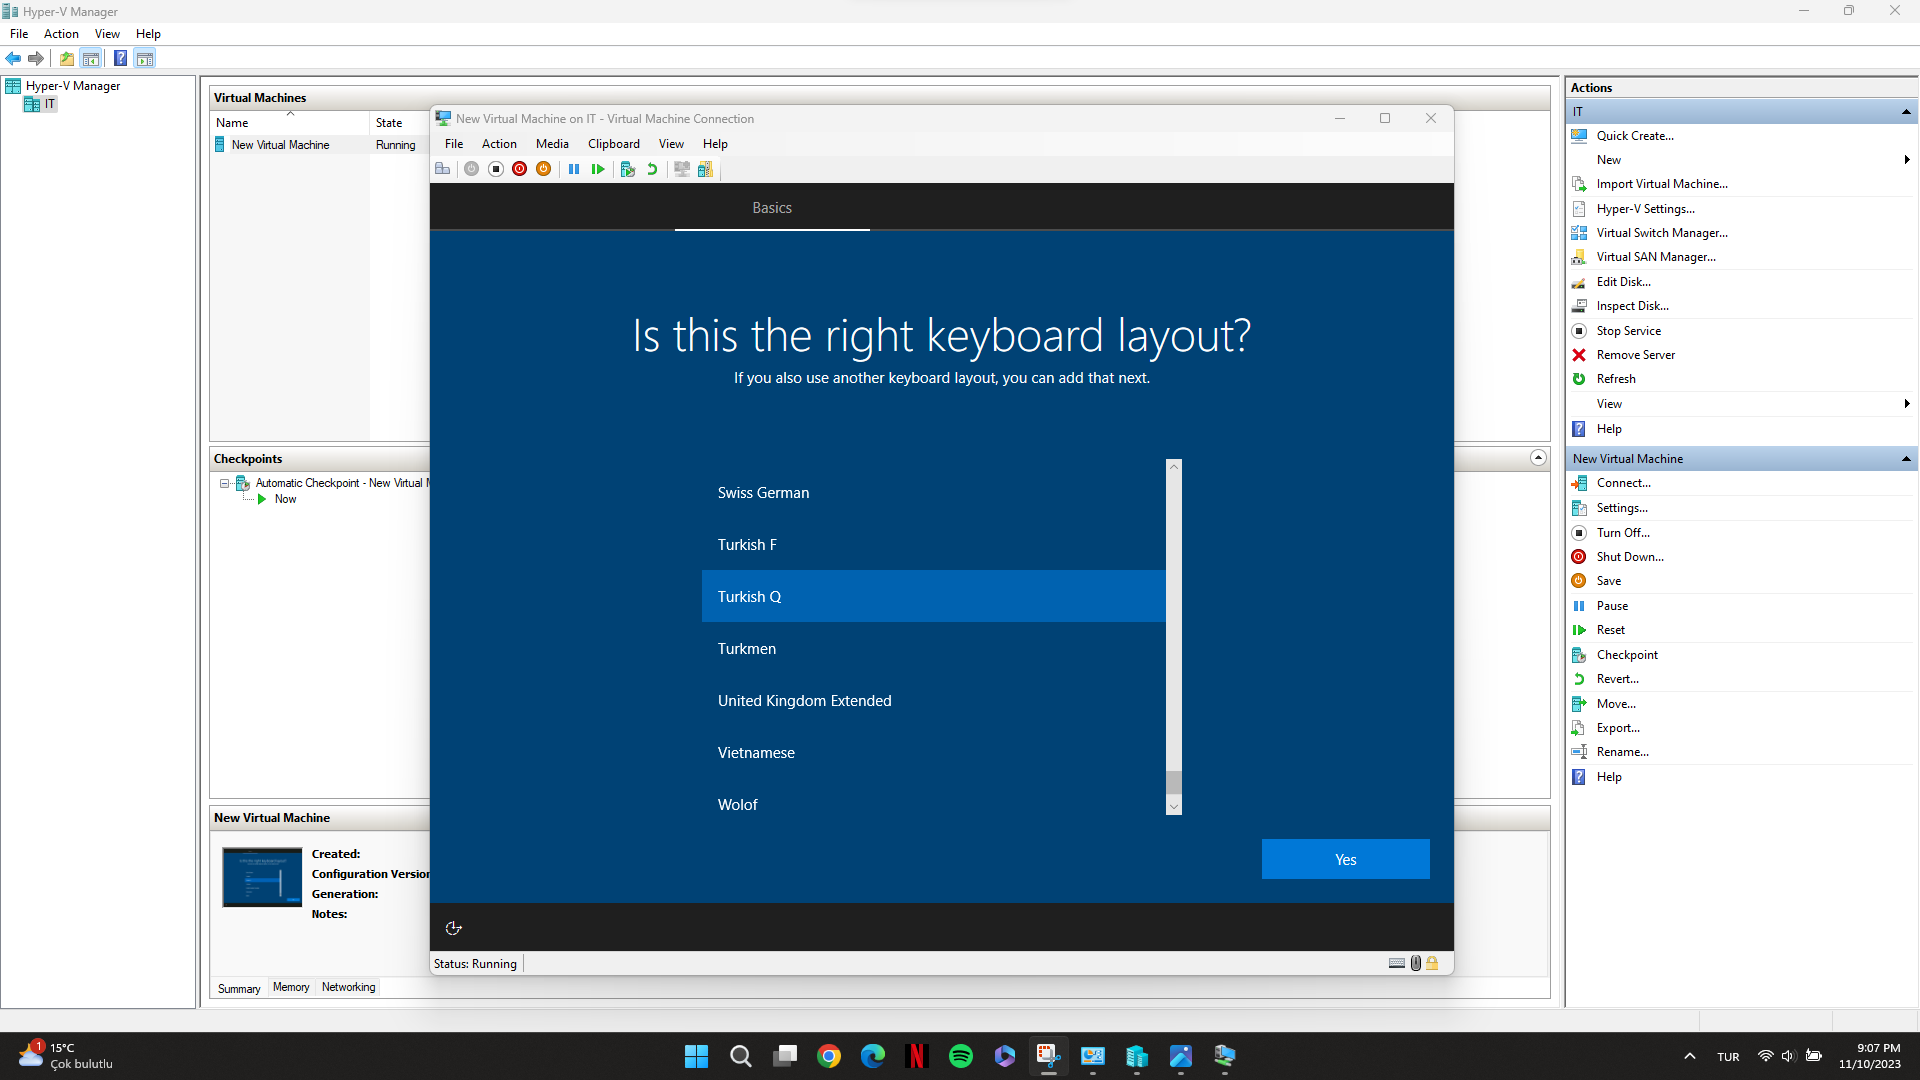 Hyper-V Manager
File Action View Help
Hyper-V Manager
IT
Virtual Machines
Name State
New Virtual Machine Running
Checkpoints
Automatic Checkpoint - New Virtual
Now
New Virtual Machine
Created:
Configuration Version
Generation:
Notes:
Summary Memory Networking
New Virtual Machine on IT - Virtual Machine Connection
File Action Media Clipboard View Help
Basics
Is this the right keyboard layout?
If you also use another keyboard layout, you can add that next.
Swiss German
Turkish F
Turkish Q
Turkmen
United Kingdom Extended
Vietnamese
Wolof
Yes
Status: Running
Actions
IT
Quick Create...
New
Import Virtual Machine...
Hyper-V Settings...
Virtual Switch Manager...
Virtual SAN Manager...
Edit Disk...
Inspect Disk...
Stop Service
Remove Server
Refresh
View
Help
New Virtual Machine
Connect...
Settings...
Turn Off...
Shut Down...
Save
Pause
Reset
Checkpoint
Revert...
Move...
Export...
Rename...
Help
1
15°C
Çok bulutlu
TUR
9:07 PM
11/10/2023